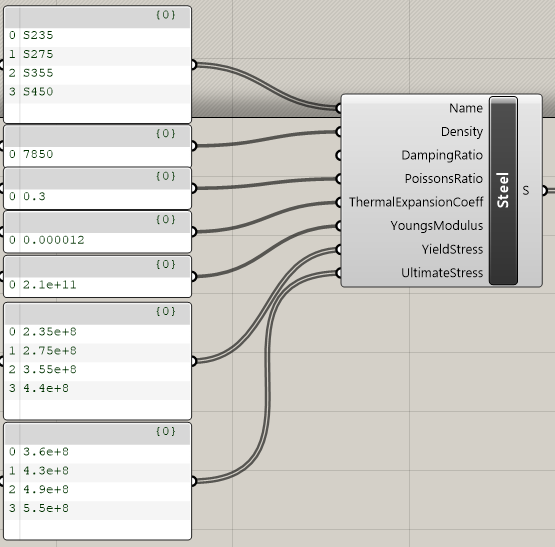 {0}
0 S235
1 S275
2 S355
3 S450
{0}
0 7850
{0}
0 0.3
{0}
0 0.000012
{0}
0 2.1e+11
{0}
0 2.35e+8
1 2.75e+8
2 3.55e+8
3 4.4e+8
{0}
0 3.6e+8
1 4.3e+8
2 4.9e+8
3 5.5e+8
Name
Density
DampingRatio
PoissonsRatio
ThermalExpansionCoeff
YoungsModulus
YieldStress
UltimateStress
Steel
S